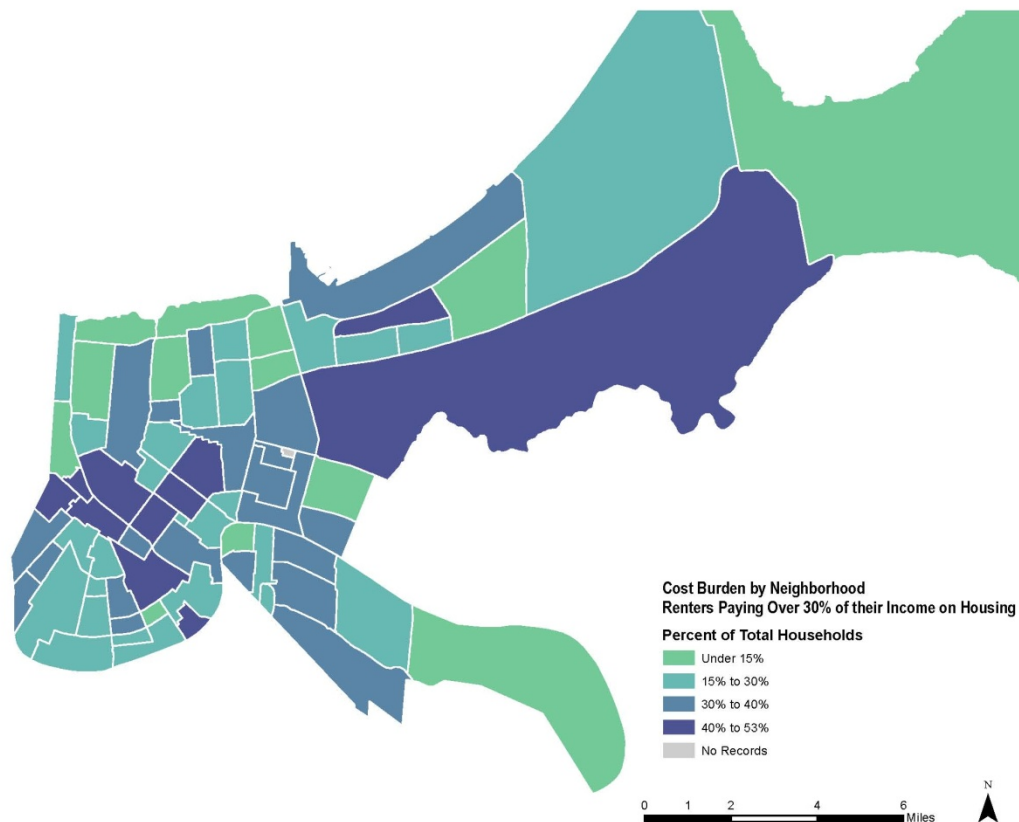 Cost Burden by Neighborhood
Renters Paying Over 30% of their Income on Housing
Percent of Total Households
Under 15%
15% to 30%
30% to 40%
40% to 53%
No Records
N
0 1 2 4 6
Miles